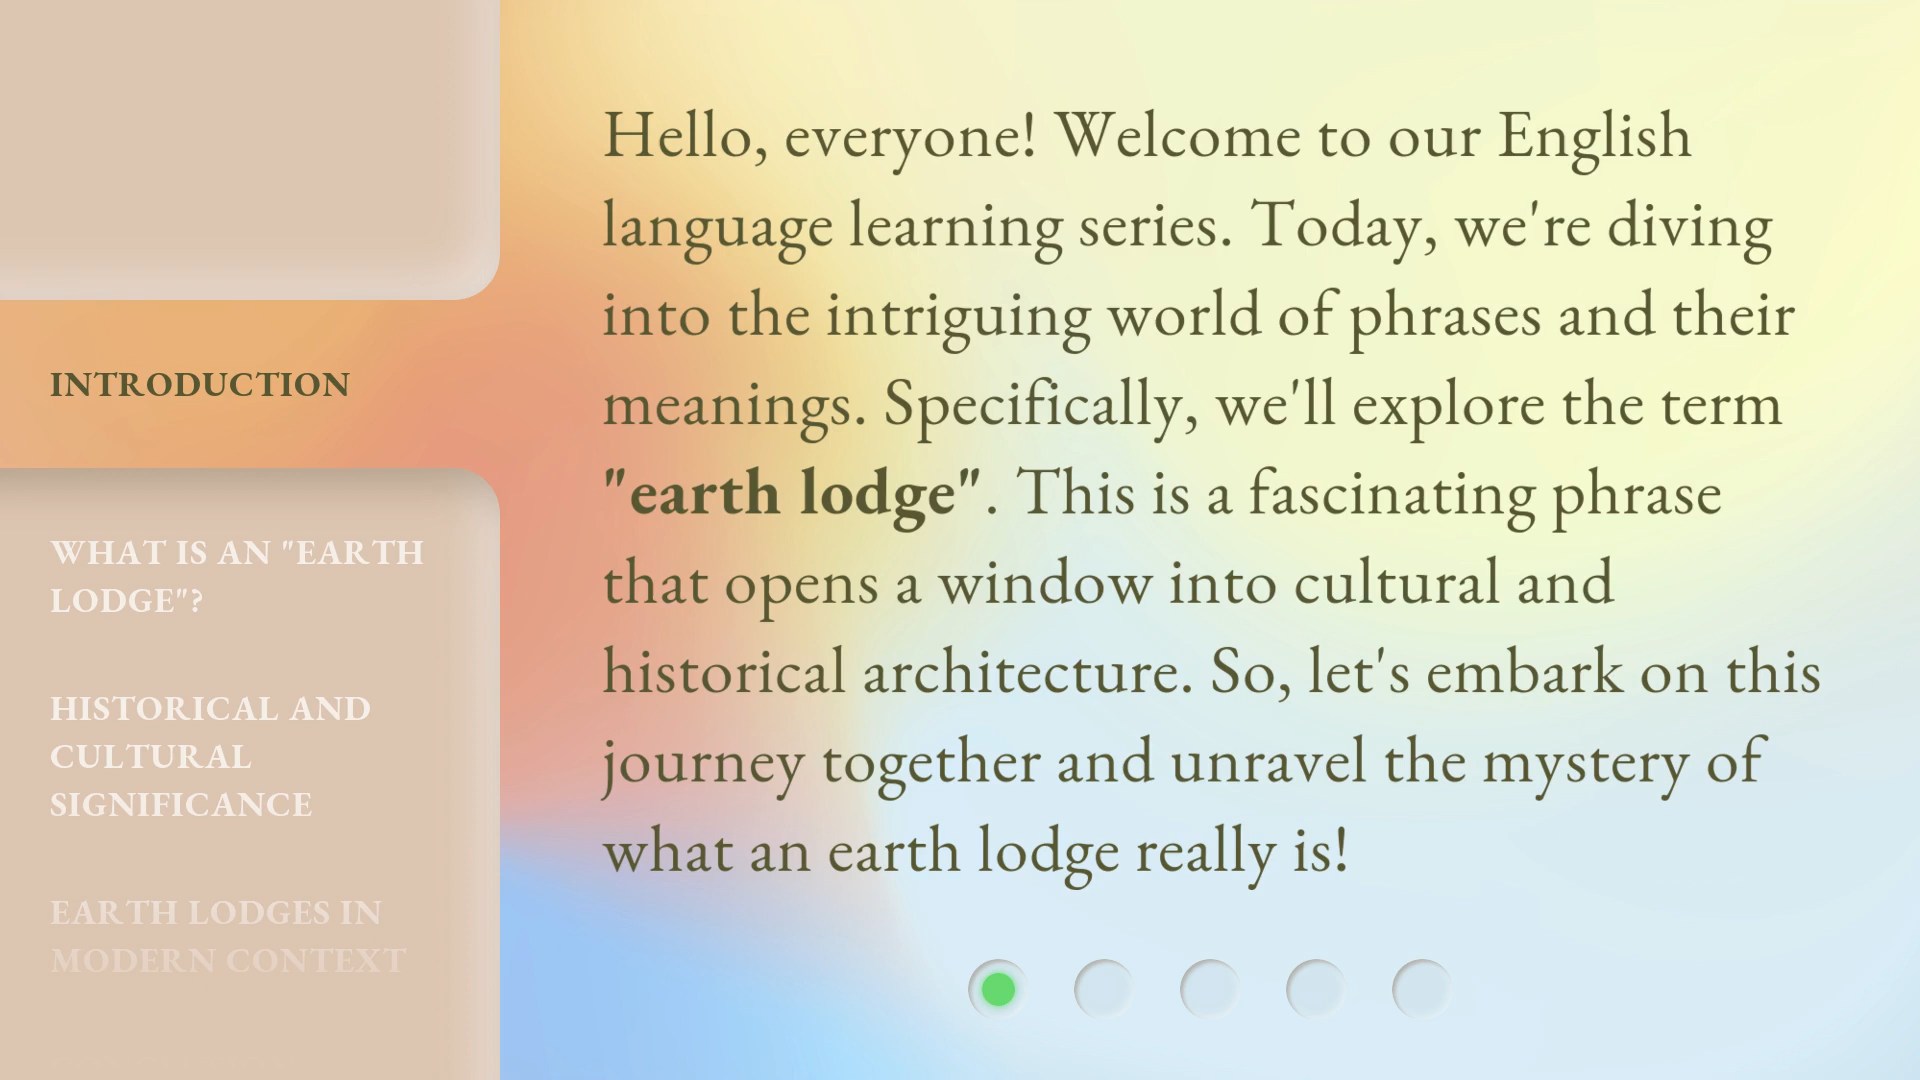 INTRODUCTION
WHAT IS AN "EARTH
LODGE"?
HISTORICAL AND
CULTURAL
SIGNIFICANCE
EARTH LODGES IN
MODERN CONTEXT
Hello, everyone! Welcome to our English
language learning series. Today, we're diving
into the intriguing world of phrases and their
meanings. Specifically, we'll explore the term
"earth lodge". This is a fascinating phrase
that opens a window into cultural and
historical architecture. So, let's embark on this
journey together and unravel the mystery of
what an earth lodge really is!